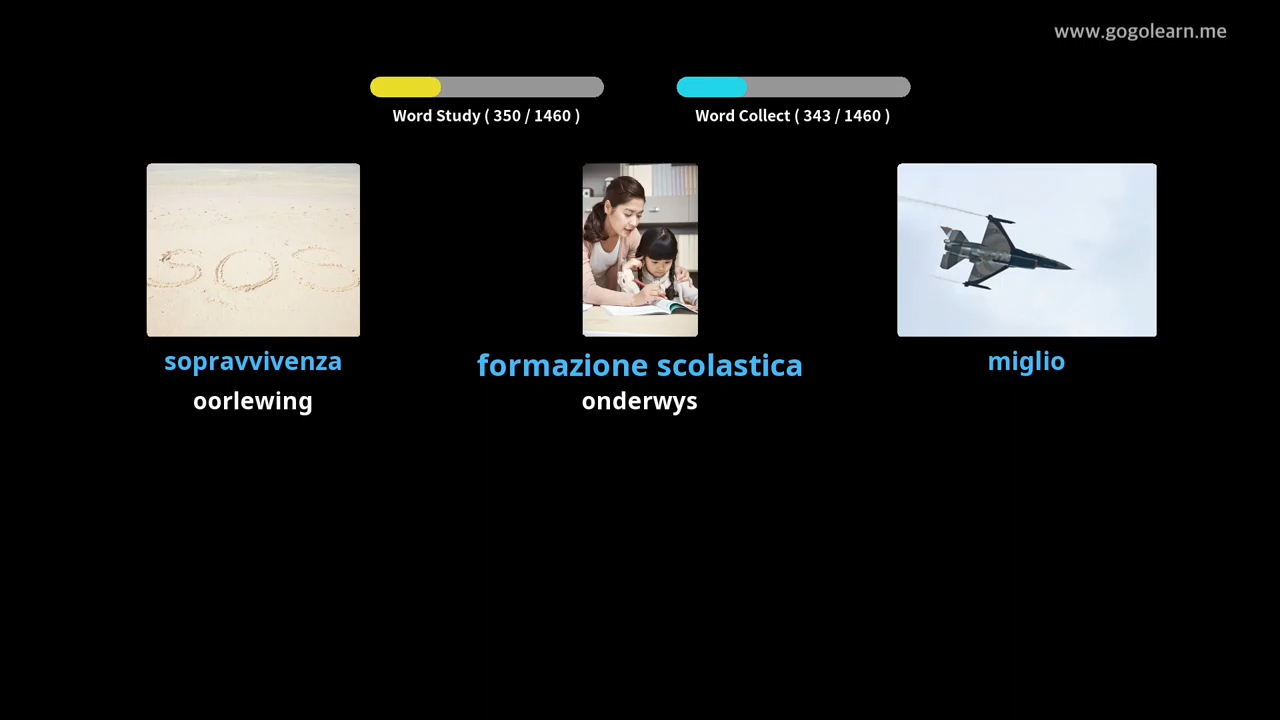 www.gogolearn.me
Word Study ( 350 / 1460 )
Word Collect ( 343 / 1460 )
SOS
sopravvivenza
formazione scolastica
miglio
oorlewing
onderwys